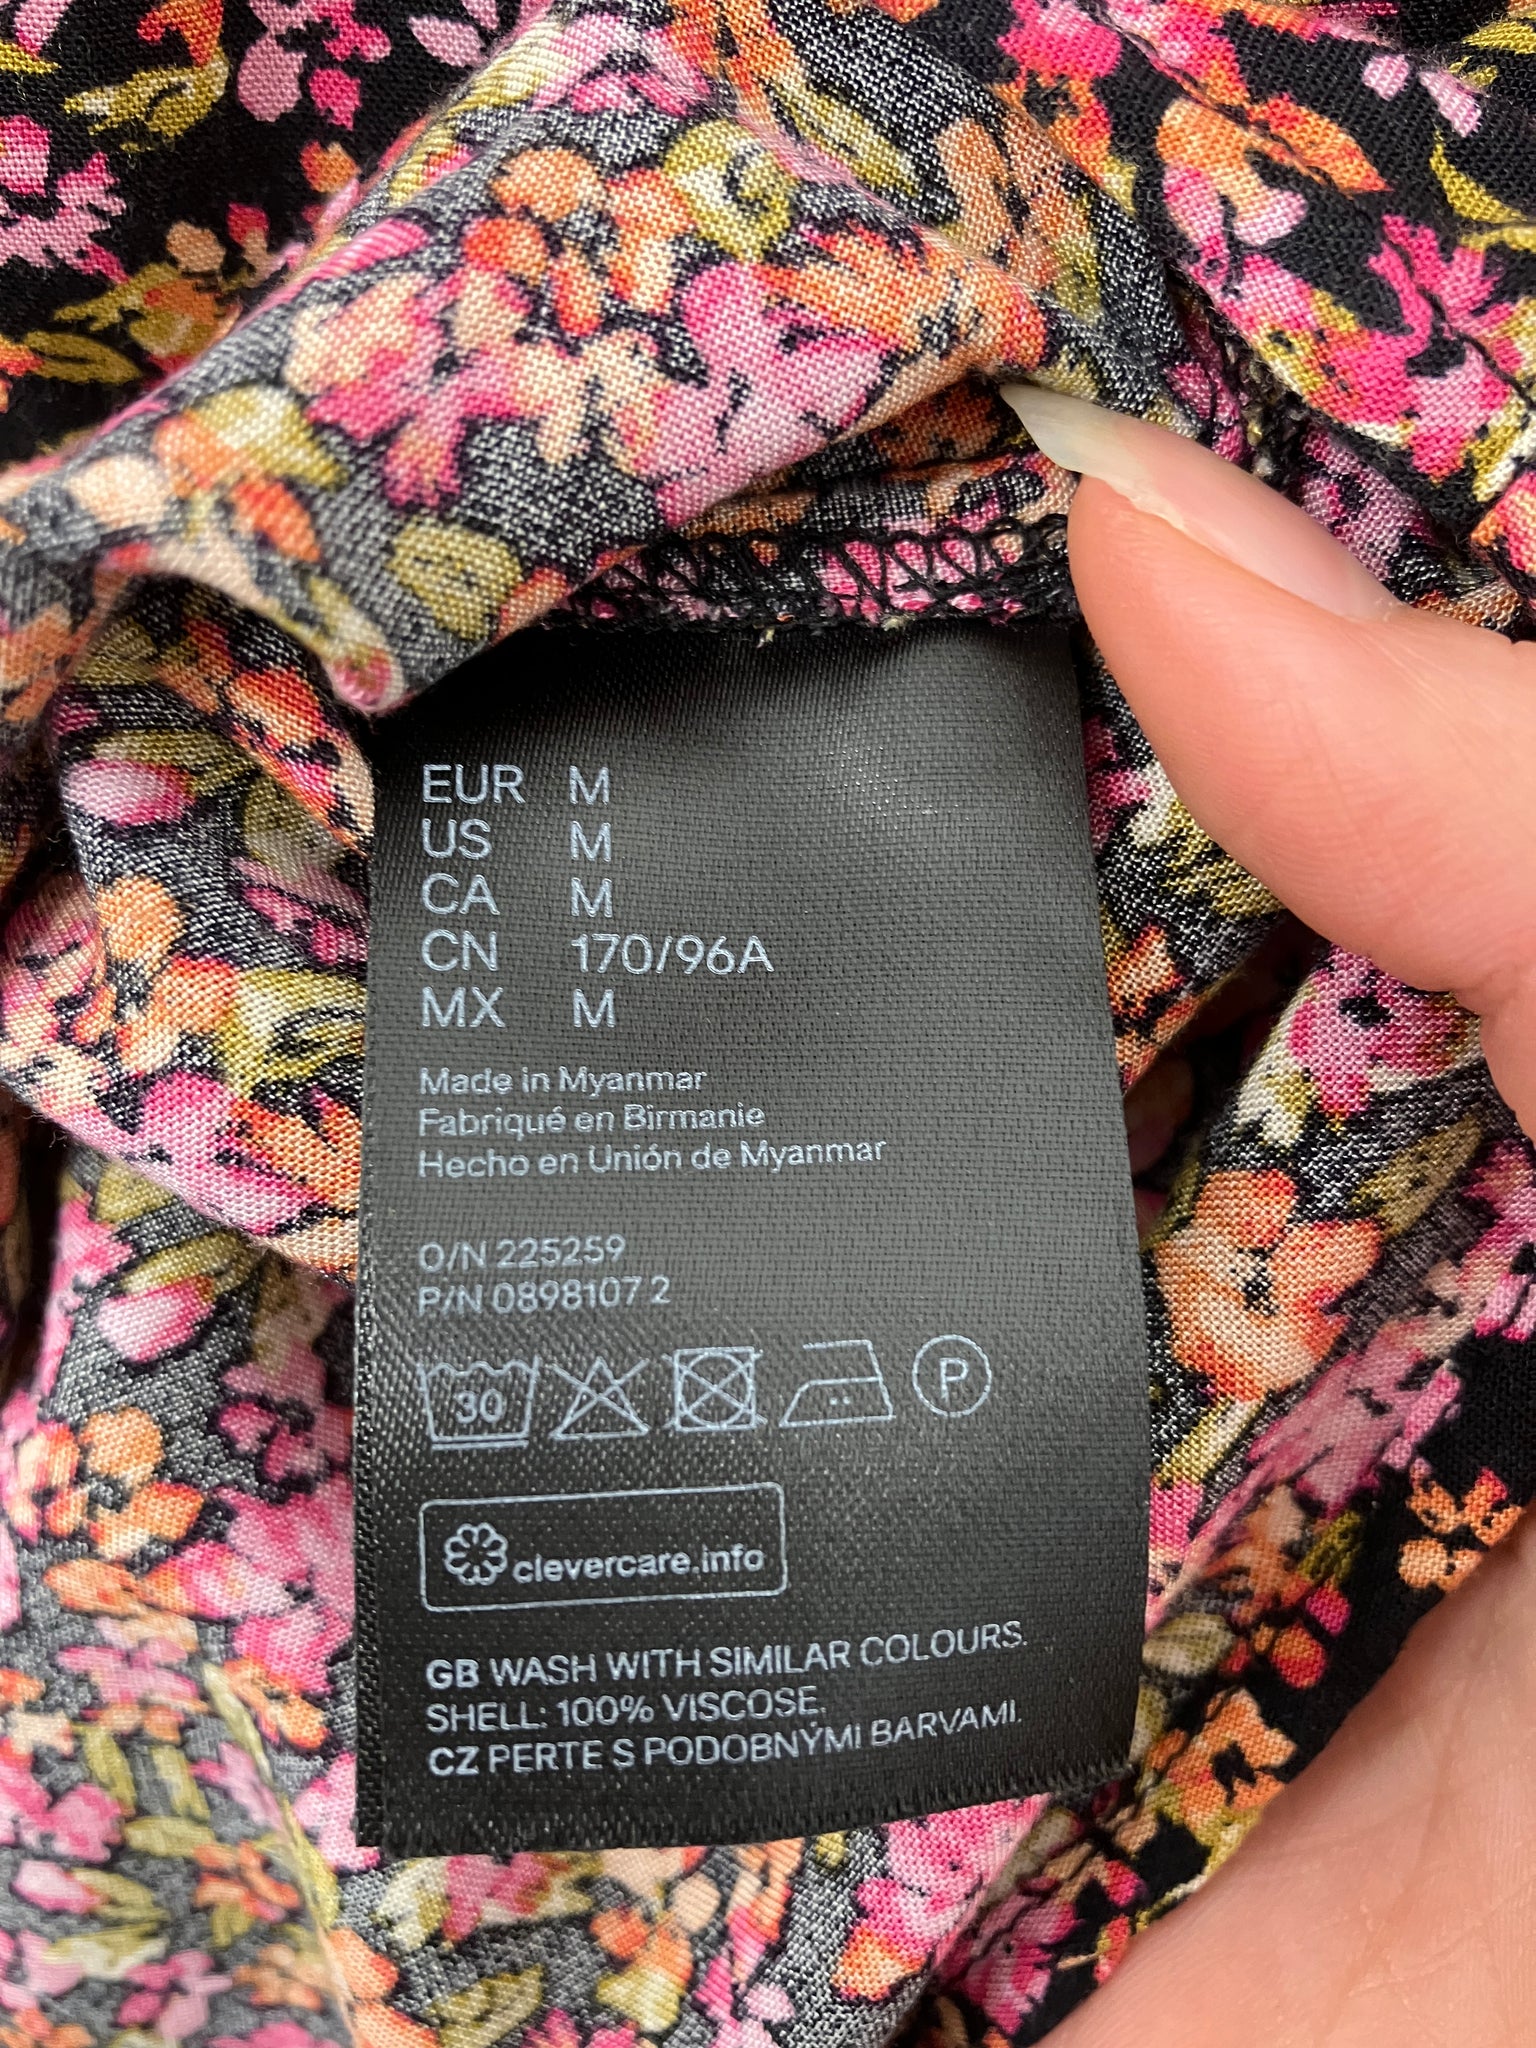 EUR M
US M
CA M
CN 170/96A
MX M
Made in Myanmar
Fabriqué en Birmanie
Hecho en Unión de Myanmar
O/N 225259
P/N 0898107 2
30 P
clevercare.info
GB WASH WITH SIMILAR COLOURS.
SHELL: 100% VISCOSE.
CZ PERTE S PODOBNÝMI BARVAMI.